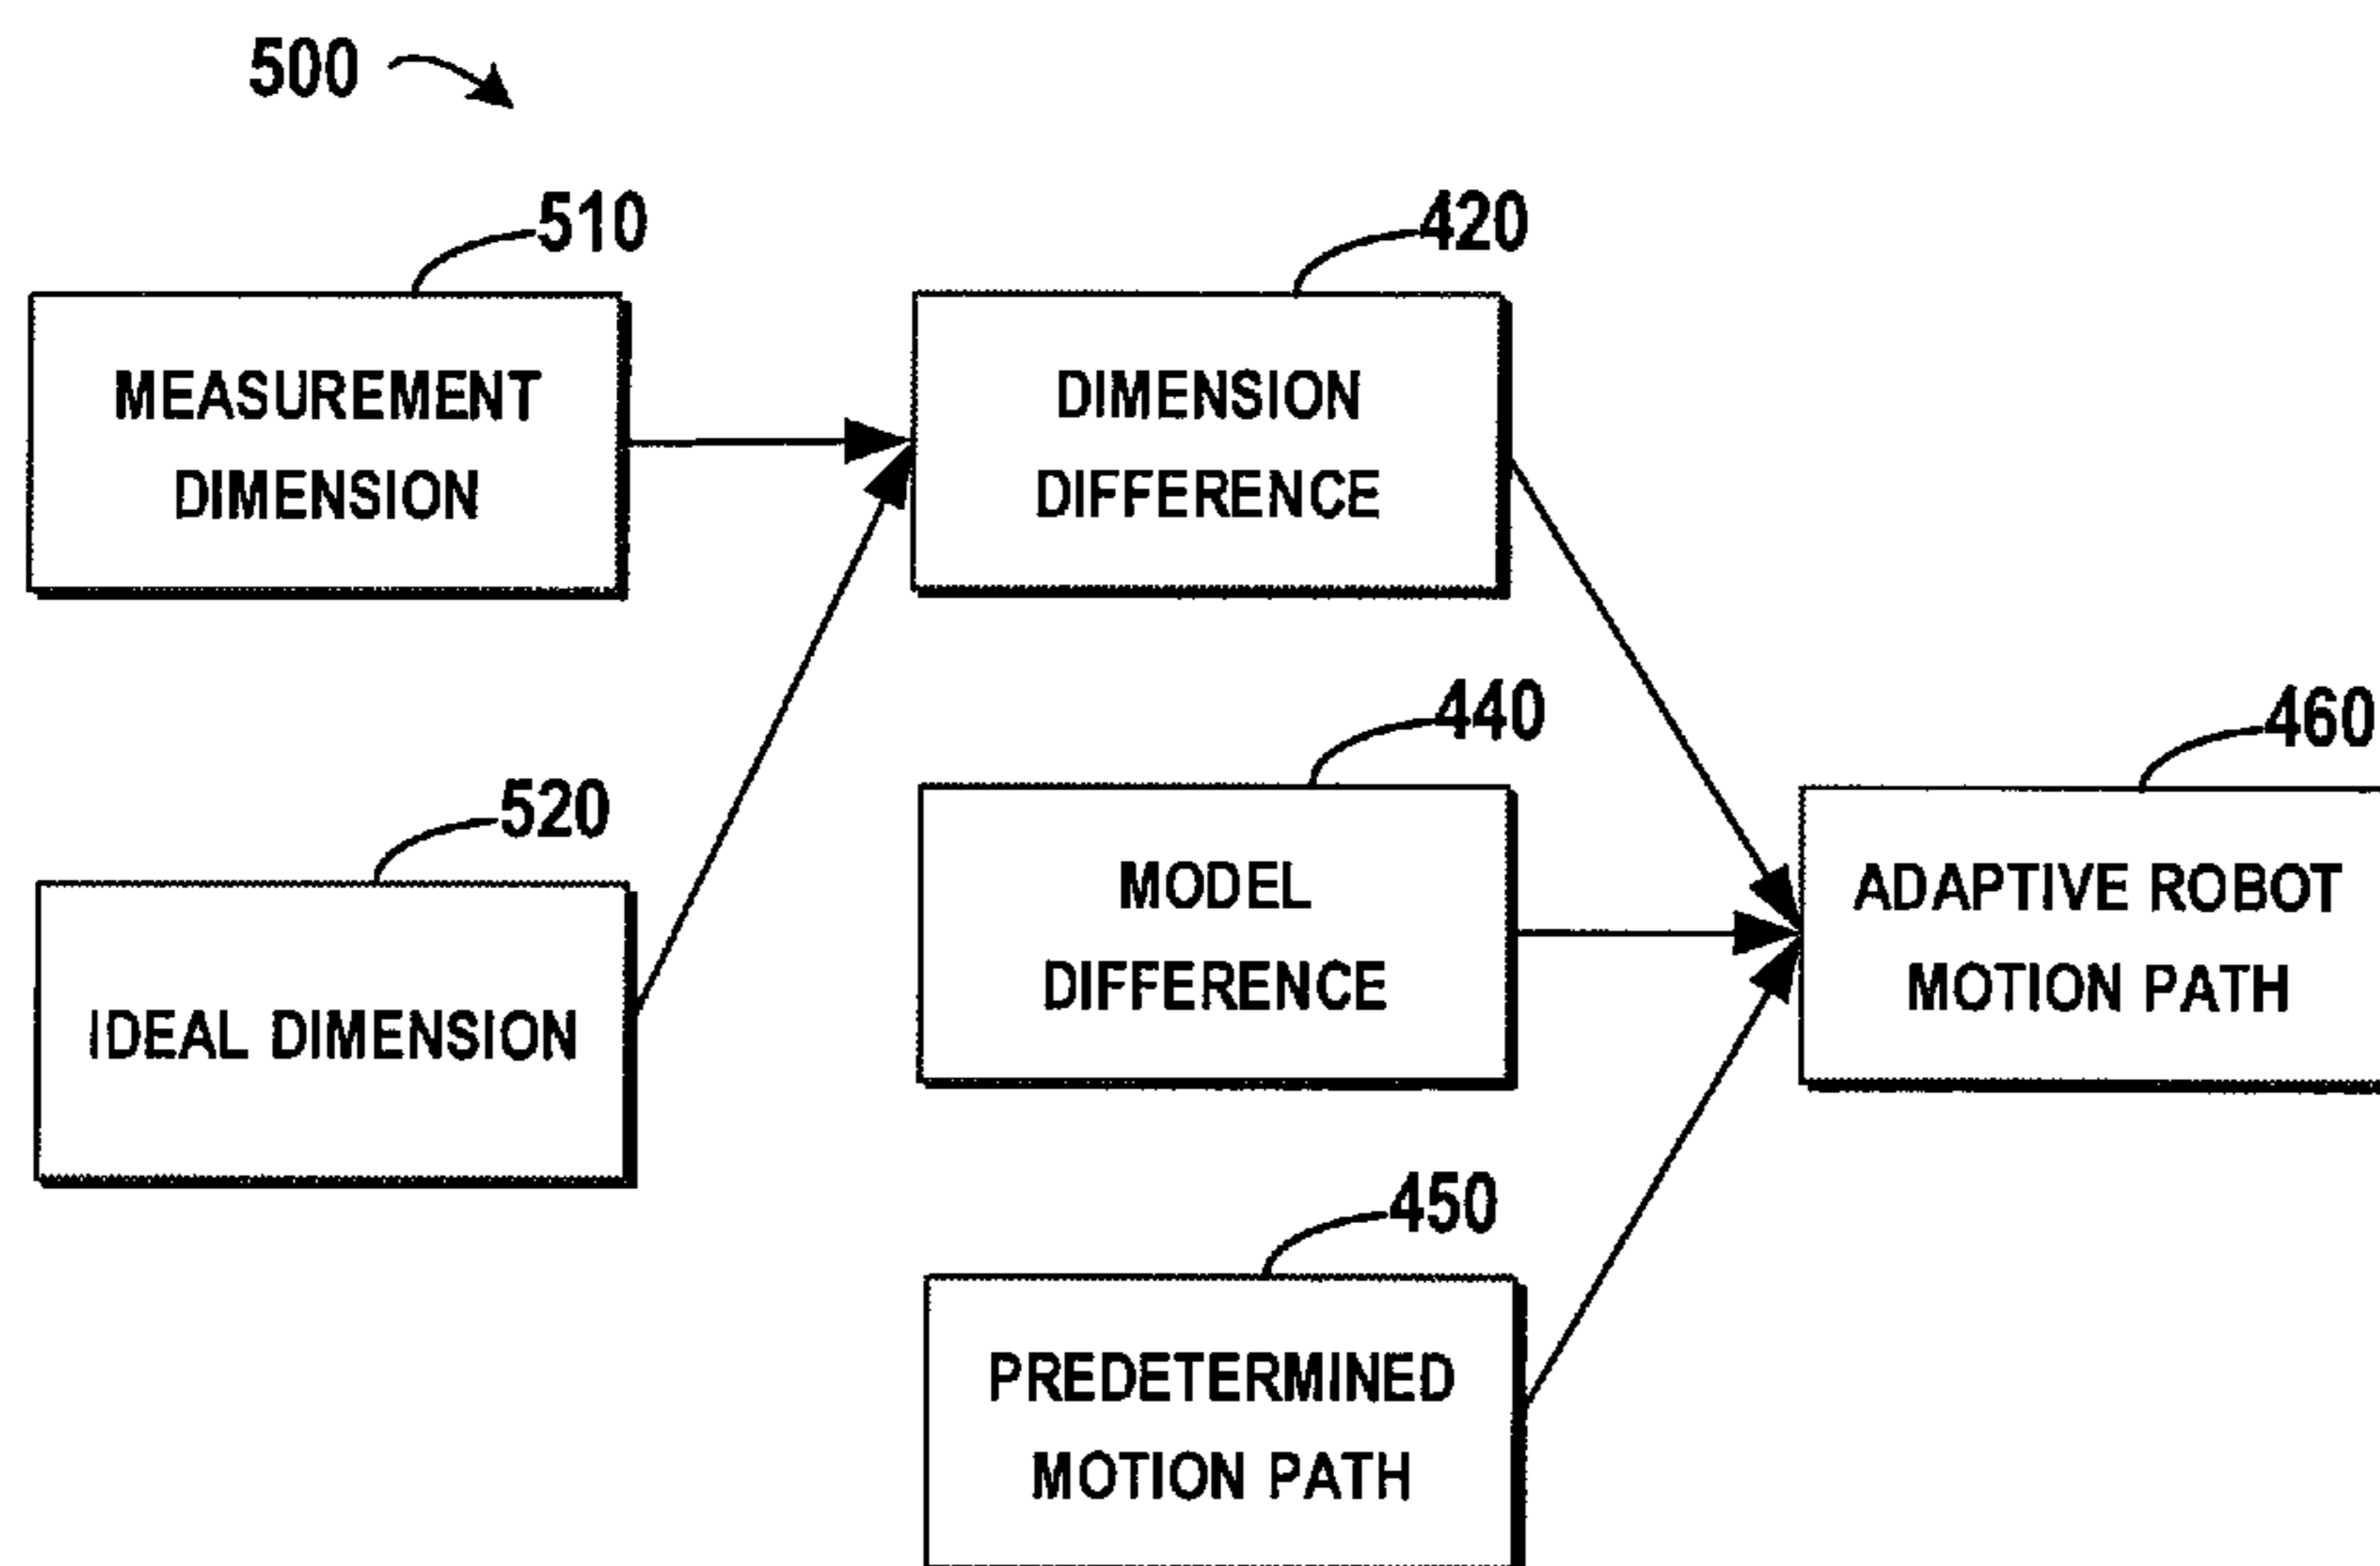 500
510
MEASUREMENT
DIMENSION
420
DIMENSION
DIFFERENCE
520
IDEAL DIMENSION
440
MODEL
DIFFERENCE
460
ADAPTIVE ROBOT
MOTION PATH
450
PREDETERMINED
MOTION PATH